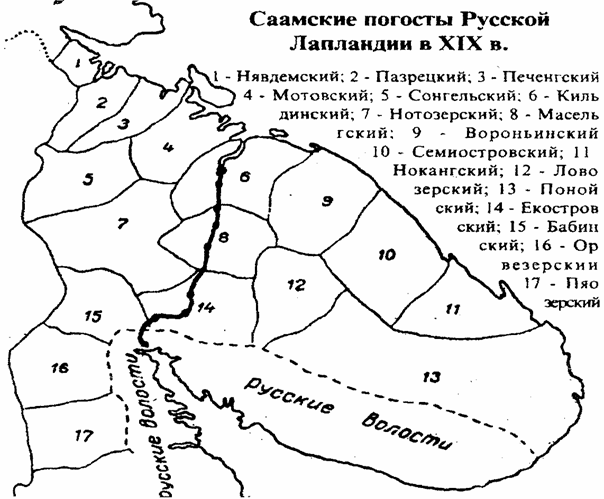 Саамские погосты Русской
Лапландии в XIX в.
1 - Нявдемский; 2 - Пазрецкий; 3 - Печенгский
4 - Мотовский; 5 - Сонгельский; 6 - Киль
динский; 7 - Нотозерский; 8 - Масель
гский; 9 - Вороньинский
10 - Семиостровский; 11
Нокангский; 12 - Лово
зерский; 13 - Поной
ский; 14 - Екостров
ский; 15 - Бабин
ский; 16 - Ор
везерскии
17 - Пяо
зерский
1
2
3
4
5
6
7
8
9
10
11
12
13
14
15
16
17
русские волости
русские волости